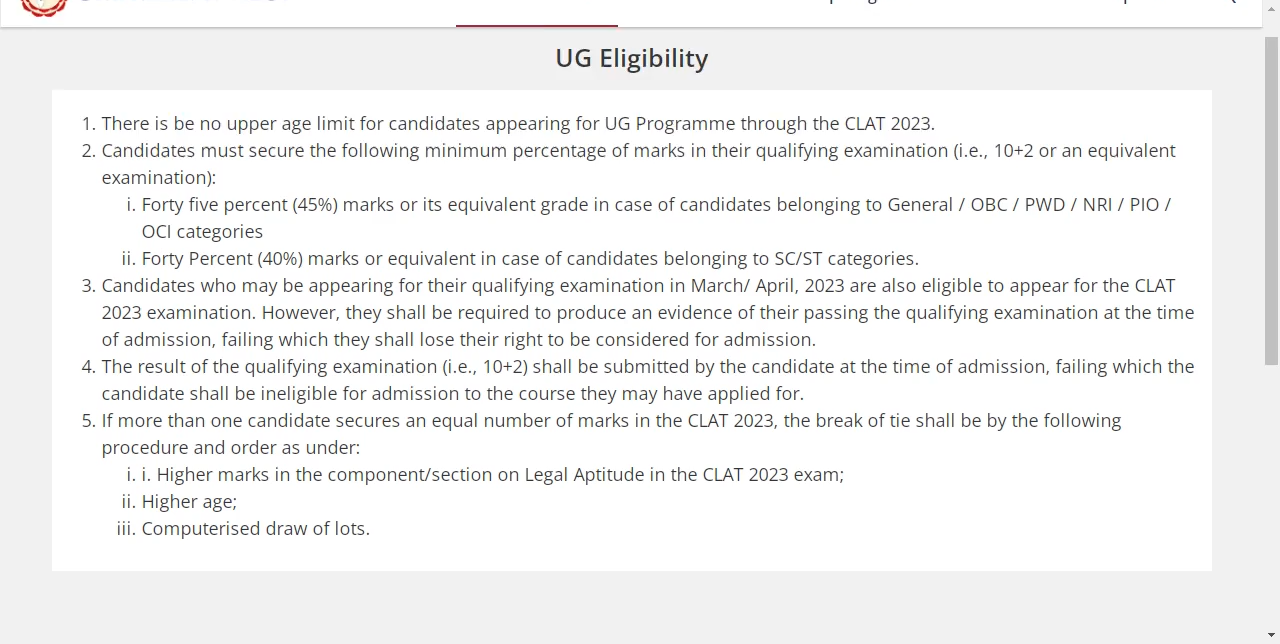 UG Eligibility
1. There is be no upper age limit for candidates appearing for UG Programme through the CLAT 2023.
2. Candidates must secure the following minimum percentage of marks in their qualifying examination (i.e., 10+2 or an equivalent
examination):
i. Forty five percent (45%) marks or its equivalent grade in case of candidates belonging to General / OBC / PWD / NRI / PIO /
OCI categories
ii. Forty Percent (40%) marks or equivalent in case of candidates belonging to SC/ST categories.
3. Candidates who may be appearing for their qualifying examination in March/ April, 2023 are also eligible to appear for the CLAT
2023 examination. However, they shall be required to produce an evidence of their passing the qualifying examination at the time
of admission, failing which they shall lose their right to be considered for admission.
4. The result of the qualifying examination (i.e., 10+2) shall be submitted by the candidate at the time of admission, failing which the
candidate shall be ineligible for admission to the course they may have applied for.
5. If more than one candidate secures an equal number of marks in the CLAT 2023, the break of tie shall be by the following
procedure and order as under:
i. i. Higher marks in the component/section on Legal Aptitude in the CLAT 2023 exam;
ii. Higher age;
iii. Computerised draw of lots.